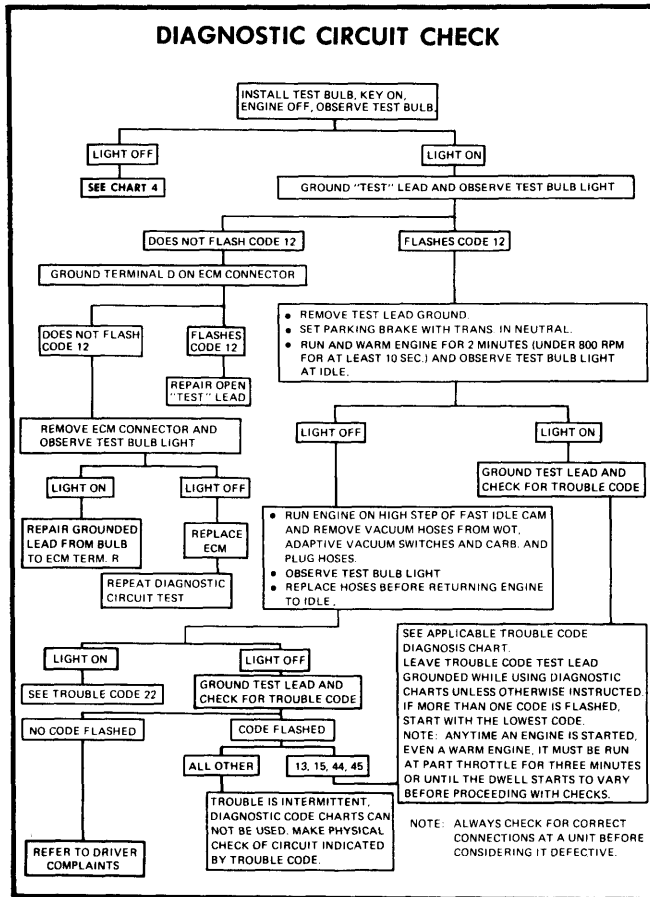 DIAGNOSTIC CIRCUIT CHECK
INSTALL TEST BULB, KEY ON,
ENGINE OFF, OBSERVE TEST BULB.
LIGHT OFF
LIGHT ON
SEE CHART 4
GROUND "TEST" LEAD AND OBSERVE TEST BULB LIGHT
DOES NOT FLASH CODE 12
FLASHES CODE 12
GROUND TERMINAL D ON ECM CONNECTOR
• REMOVE TEST LEAD GROUND.
• SET PARKING BRAKE WITH TRANS. IN NEUTRAL.
• RUN AND WARM ENGINE FOR 2 MINUTES (UNDER 800 RPM
FOR AT LEAST 10 SEC.) AND OBSERVE TEST BULB LIGHT
AT IDLE.
DOES NOT FLASH
CODE 12
FLASHES
CODE 12
REPAIR OPEN
"TEST" LEAD
REMOVE ECM CONNECTOR AND
OBSERVE TEST BULB LIGHT
LIGHT OFF
LIGHT ON
GROUND TEST LEAD AND
CHECK FOR TROUBLE CODE
LIGHT ON
LIGHT OFF
REPAIR GROUNDED
LEAD FROM BULB
TO ECM TERM. R
REPLACE
ECM
REPEAT DIAGNOSTIC
CIRCUIT TEST
• RUN ENGINE ON HIGH STEP OF FAST IDLE CAM
AND REMOVE VACUUM HOSES FROM WOT,
ADAPTIVE VACUUM SWITCHES AND CARB. AND
PLUG HOSES.
• OBSERVE TEST BULB LIGHT
• REPLACE HOSES BEFORE RETURNING ENGINE
TO IDLE.
LIGHT ON
LIGHT OFF
SEE TROUBLE CODE 22
GROUND TEST LEAD AND
CHECK FOR TROUBLE CODE
NO CODE FLASHED
CODE FLASHED
ALL OTHER
13, 15, 44, 45
REFER TO DRIVER
COMPLAINTS
TROUBLE IS INTERMITTENT,
DIAGNOSTIC CODE CHARTS CAN
NOT BE USED. MAKE PHYSICAL
CHECK OF CIRCUIT INDICATED
BY TROUBLE CODE.
SEE APPLICABLE TROUBLE CODE
DIAGNOSIS CHART.
LEAVE TROUBLE CODE TEST LEAD
GROUNDED WHILE USING DIAGNOSTIC
CHARTS UNLESS OTHERWISE INSTRUCTED.
IF MORE THAN ONE CODE IS FLASHED,
START WITH THE LOWEST CODE.
NOTE: ANYTIME AN ENGINE IS STARTED,
EVEN A WARM ENGINE, IT MUST BE RUN
AT PART THROTTLE FOR THREE MINUTES
OR UNTIL THE DWELL STARTS TO VARY
BEFORE PROCEEDING WITH CHECKS.
NOTE: ALWAYS CHECK FOR CORRECT
CONNECTIONS AT A UNIT BEFORE
CONSIDERING IT DEFECTIVE.